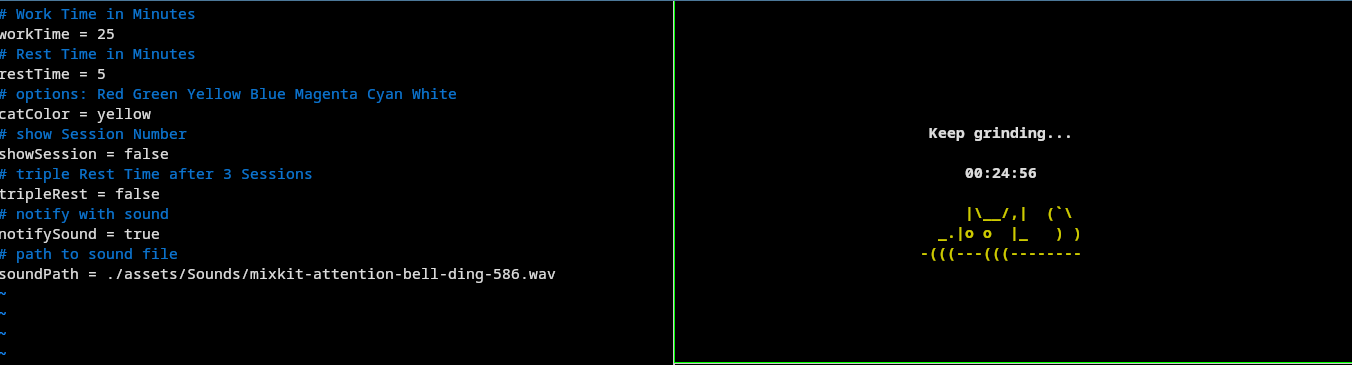 # Work Time in Minutes
workTime = 25
# Rest Time in Minutes
restTime = 5
# options: Red Green Yellow Blue Magenta Cyan White
catColor = yellow
# show Session Number
showSession = false
# triple Rest Time after 3 Sessions
tripleRest = false
# notify with sound
notifySound = true
# path to sound file
soundPath = ./assets/Sounds/mixkit-attention-bell-ding-586.wav
~
~
~
~
Keep grinding...
00:24:56
     |\__/,|  (`\
  _.|o o  |_   ) )
-(((---(((--------